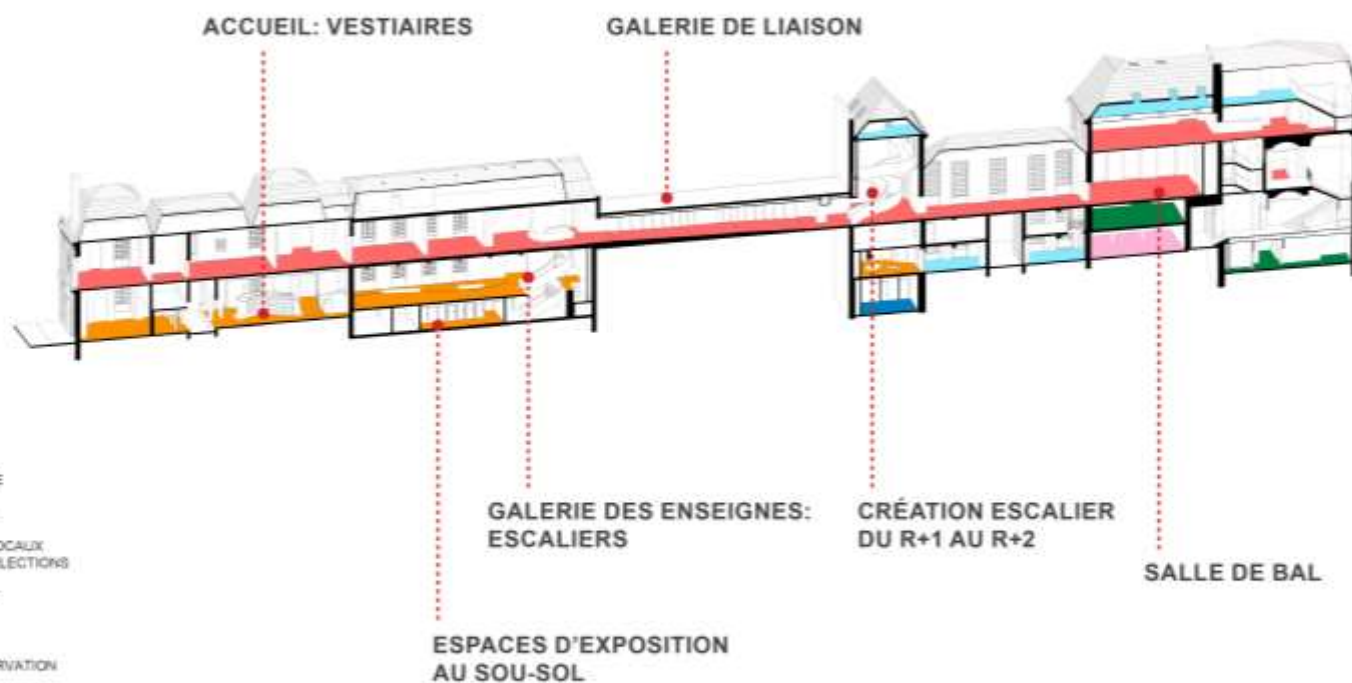 ACCUEIL: VESTIAIRES
GALERIE DE LIAISON
GALERIE DES ENSEIGNES:
ESCALIERS
CRÉATION ESCALIER
DU R+1 AU R+2
SALLE DE BAL
ESPACES D'EXPOSITION
AU SOU-SOL